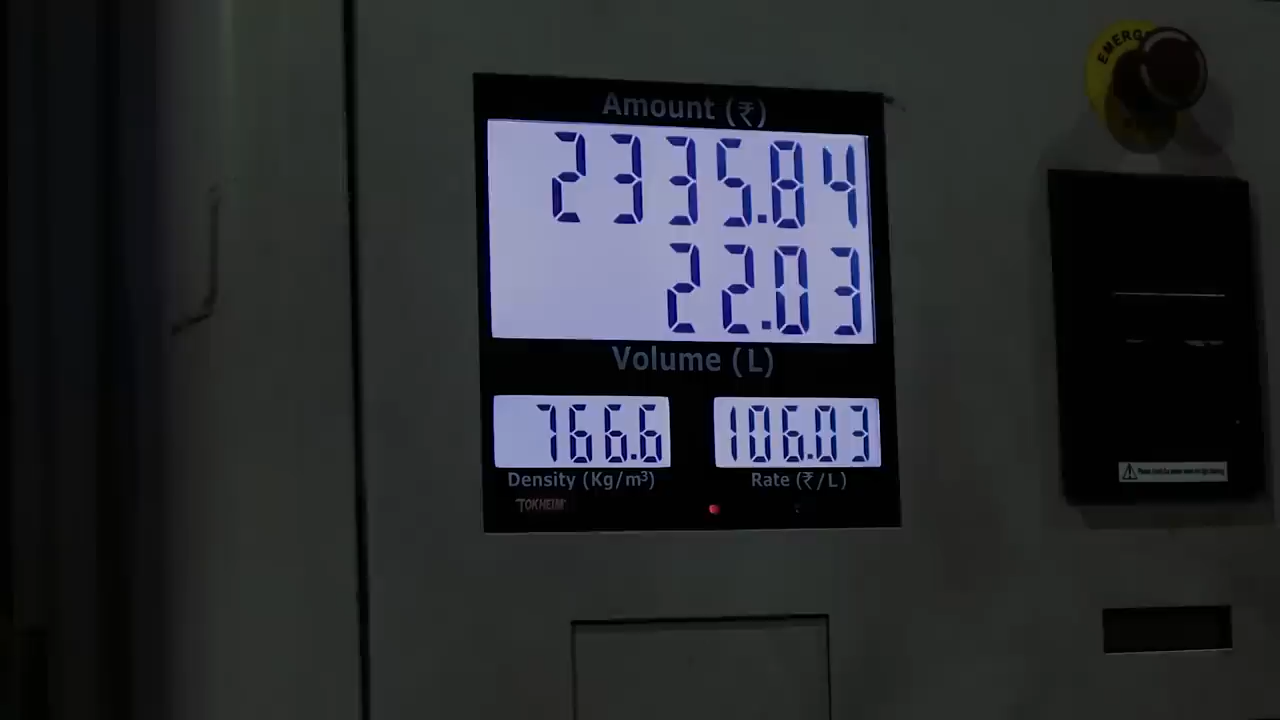 EMERG
Amount (₹)
2335.84
22.03
Volume (L)
766.6
106.03
Density (Kg/m³)
Rate (₹/L)
TOKHEIM